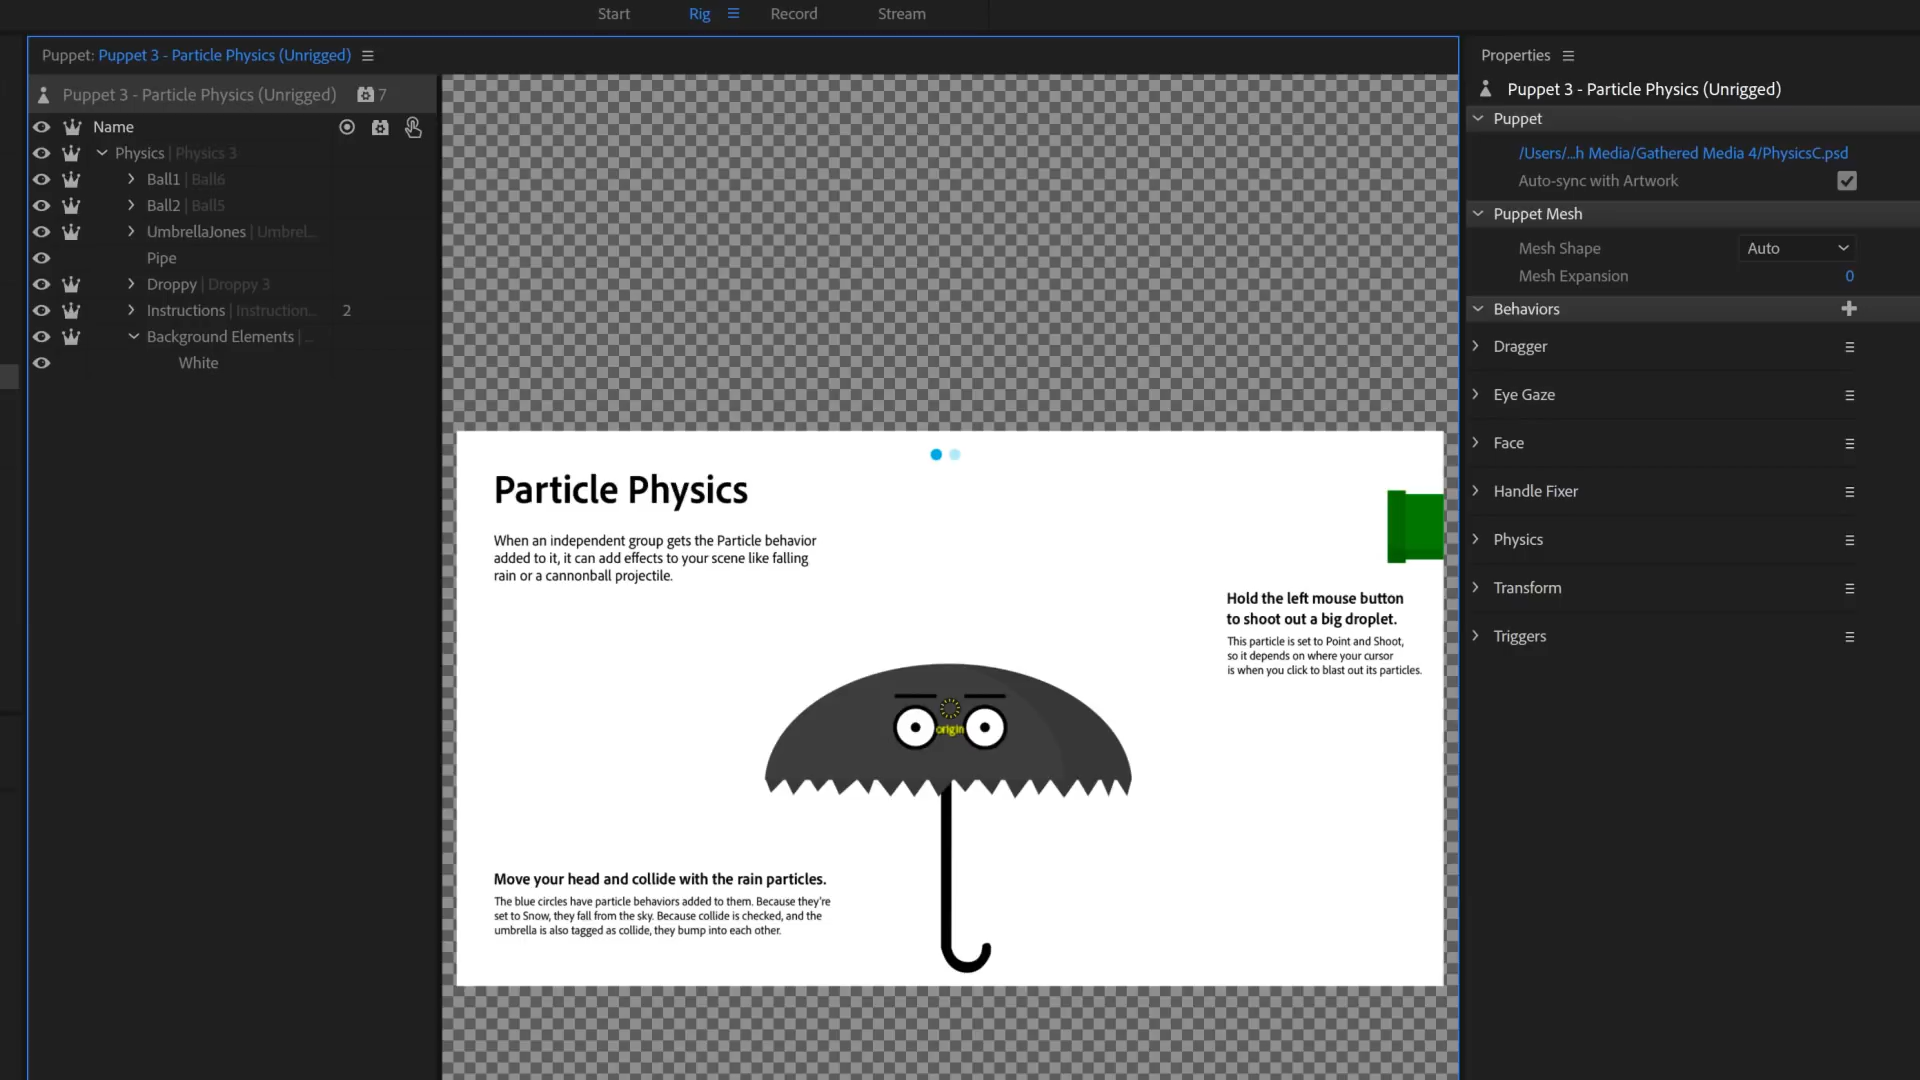 Start Rig Record Stream
Puppet: Puppet 3 - Particle Physics (Unrigged)
Puppet 3 - Particle Physics (Unrigged) 7
Name
Physics | Physics 3
Ball1 | Ball6
Ball2 | Ball5
UmbrellaJones | Umbrel...
Pipe
Droppy | Droppy 3
Instructions | Instruction... 2
Background Elements | ...
White
Particle Physics
When an independent group gets the Particle behavior
added to it, it can add effects to your scene like falling
rain or a cannonball projectile.
Hold the left mouse button
to shoot out a big droplet.
This particle is set to Point and Shoot,
so it depends on where your cursor
is when you click to blast out its particles.
origin
Move your head and collide with the rain particles.
The blue circles have particle behaviors added to them. Because they're
set to Snow, they fall from the sky. Because collide is checked, and the
umbrella is also tagged as collide, they bump into each other.
Properties
Puppet 3 - Particle Physics (Unrigged)
Puppet
/Users/...h Media/Gathered Media 4/PhysicsC.psd
Auto-sync with Artwork
Puppet Mesh
Mesh Shape Auto
Mesh Expansion 0
Behaviors
Dragger
Eye Gaze
Face
Handle Fixer
Physics
Transform
Triggers